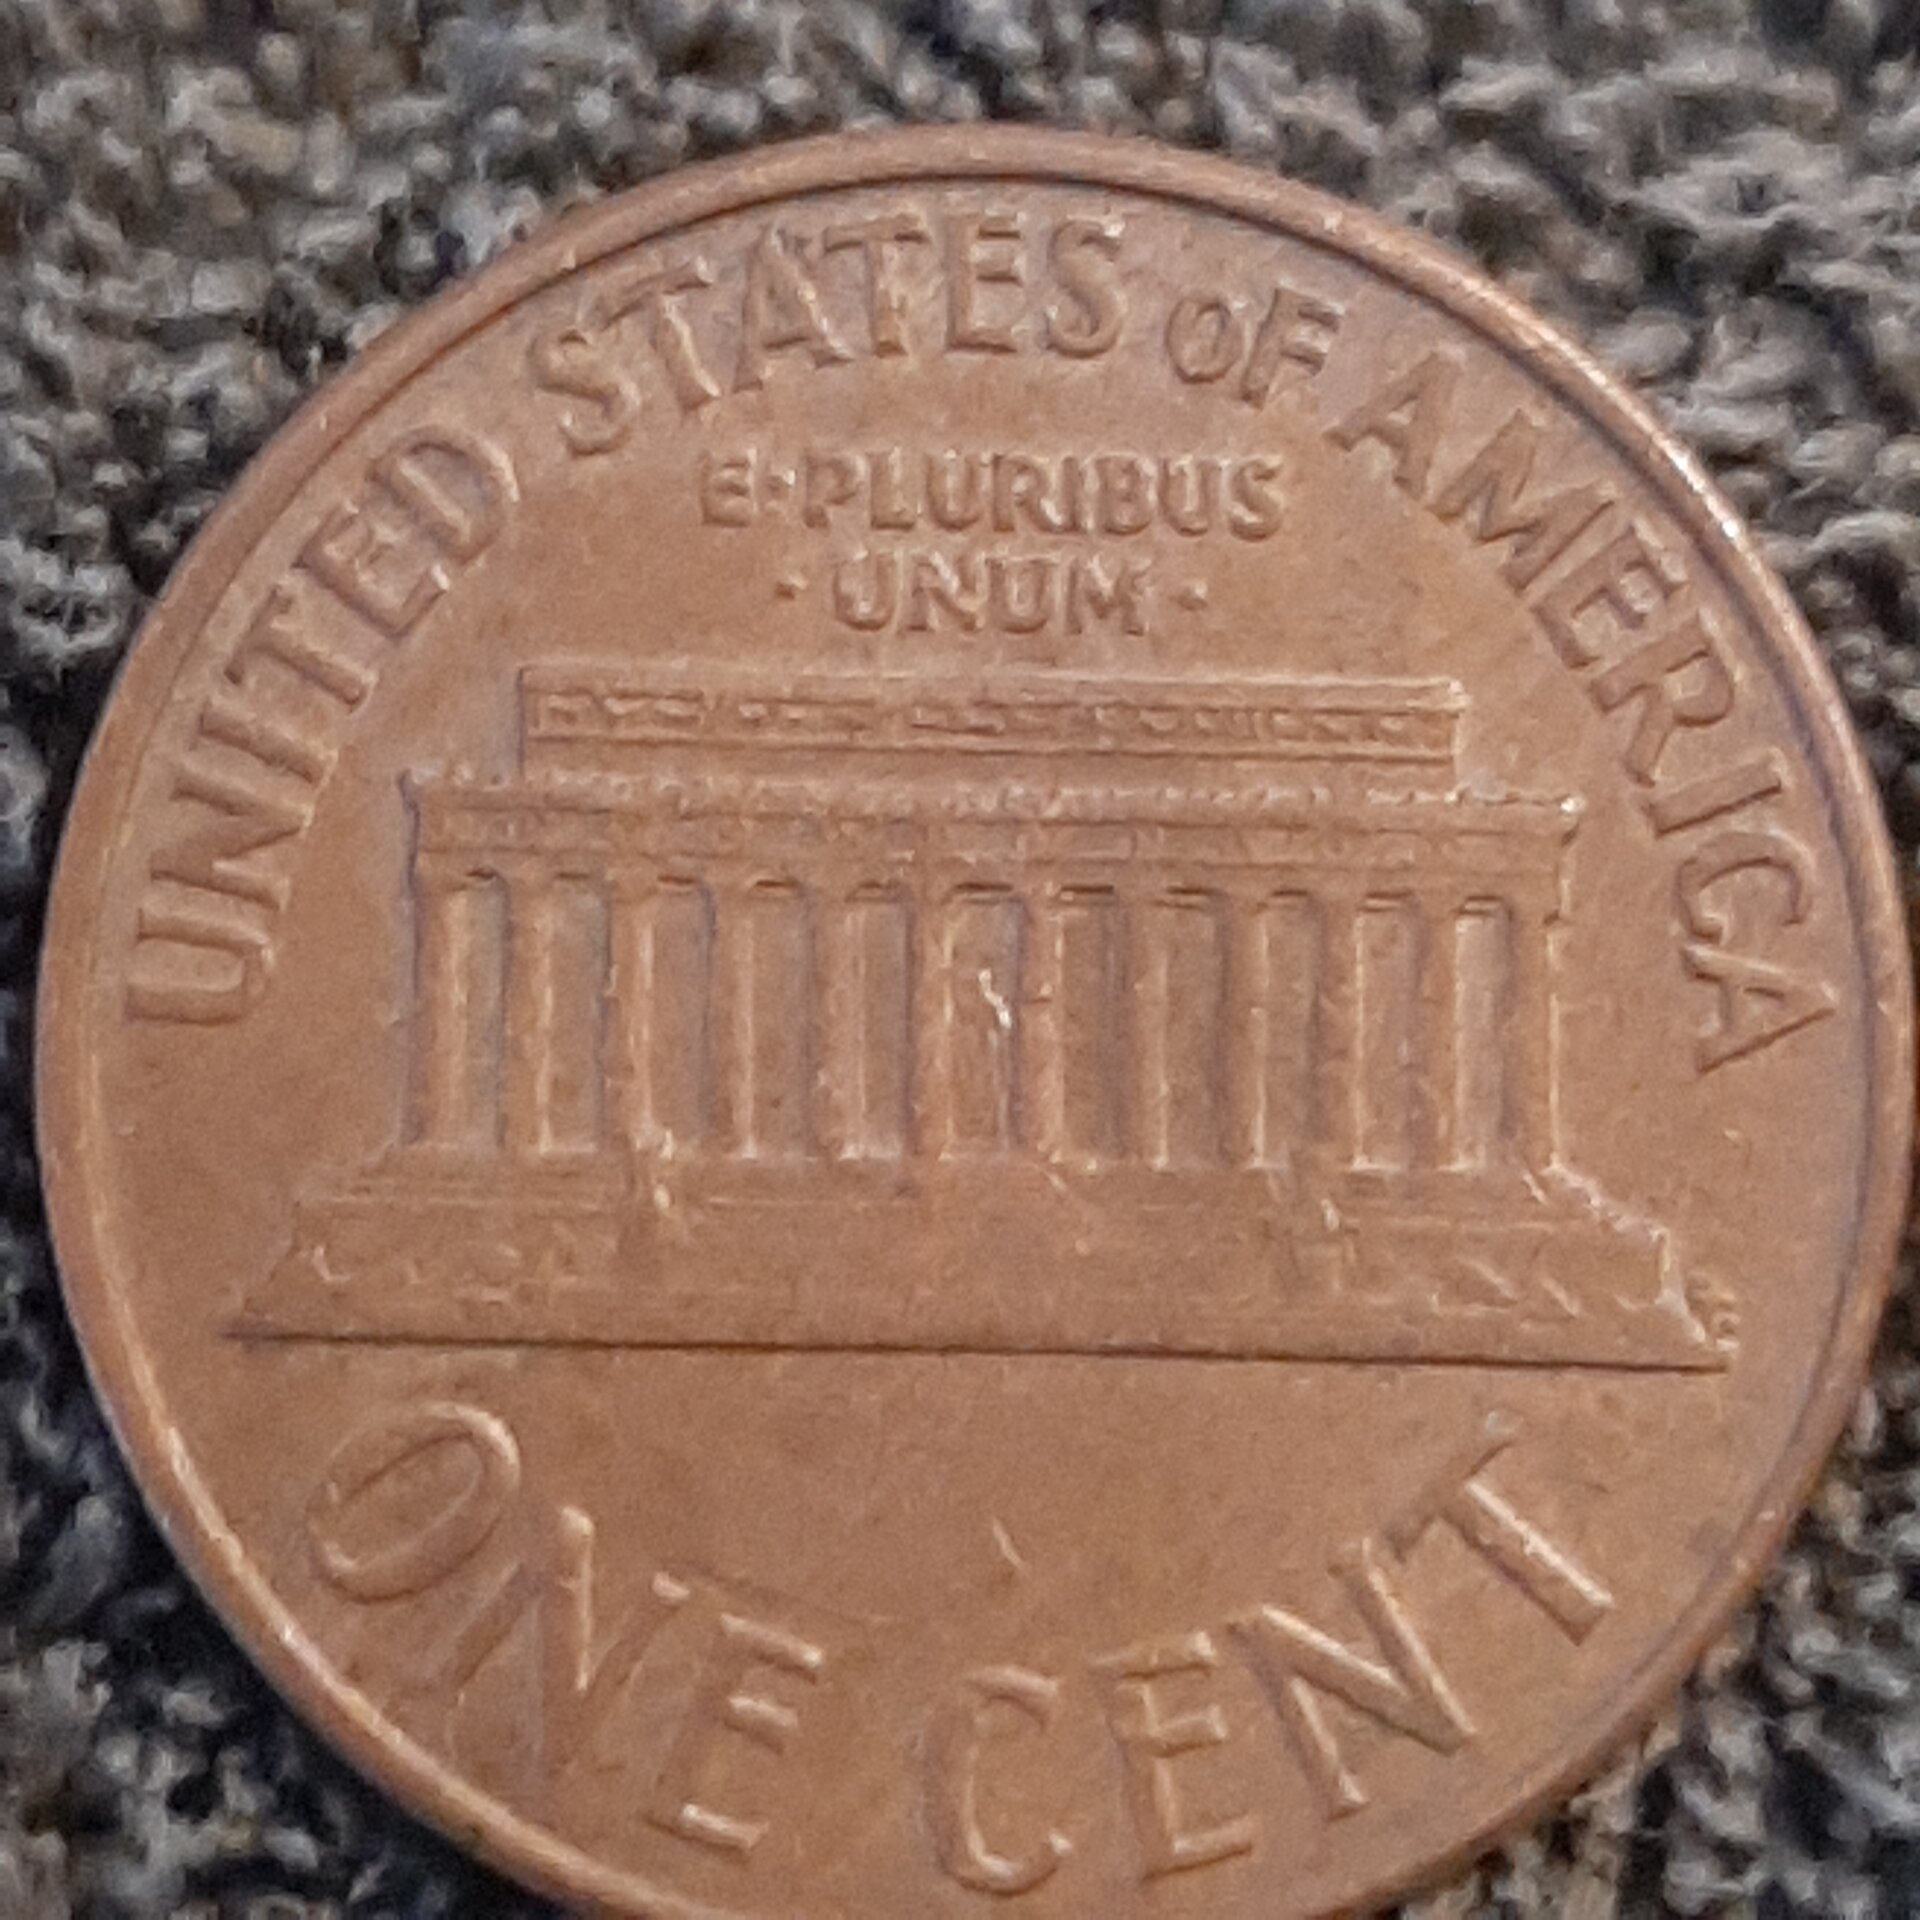 UNITED STATES OF AMERICA
E·PLURIBUS
·UNUM·
ONE CENT